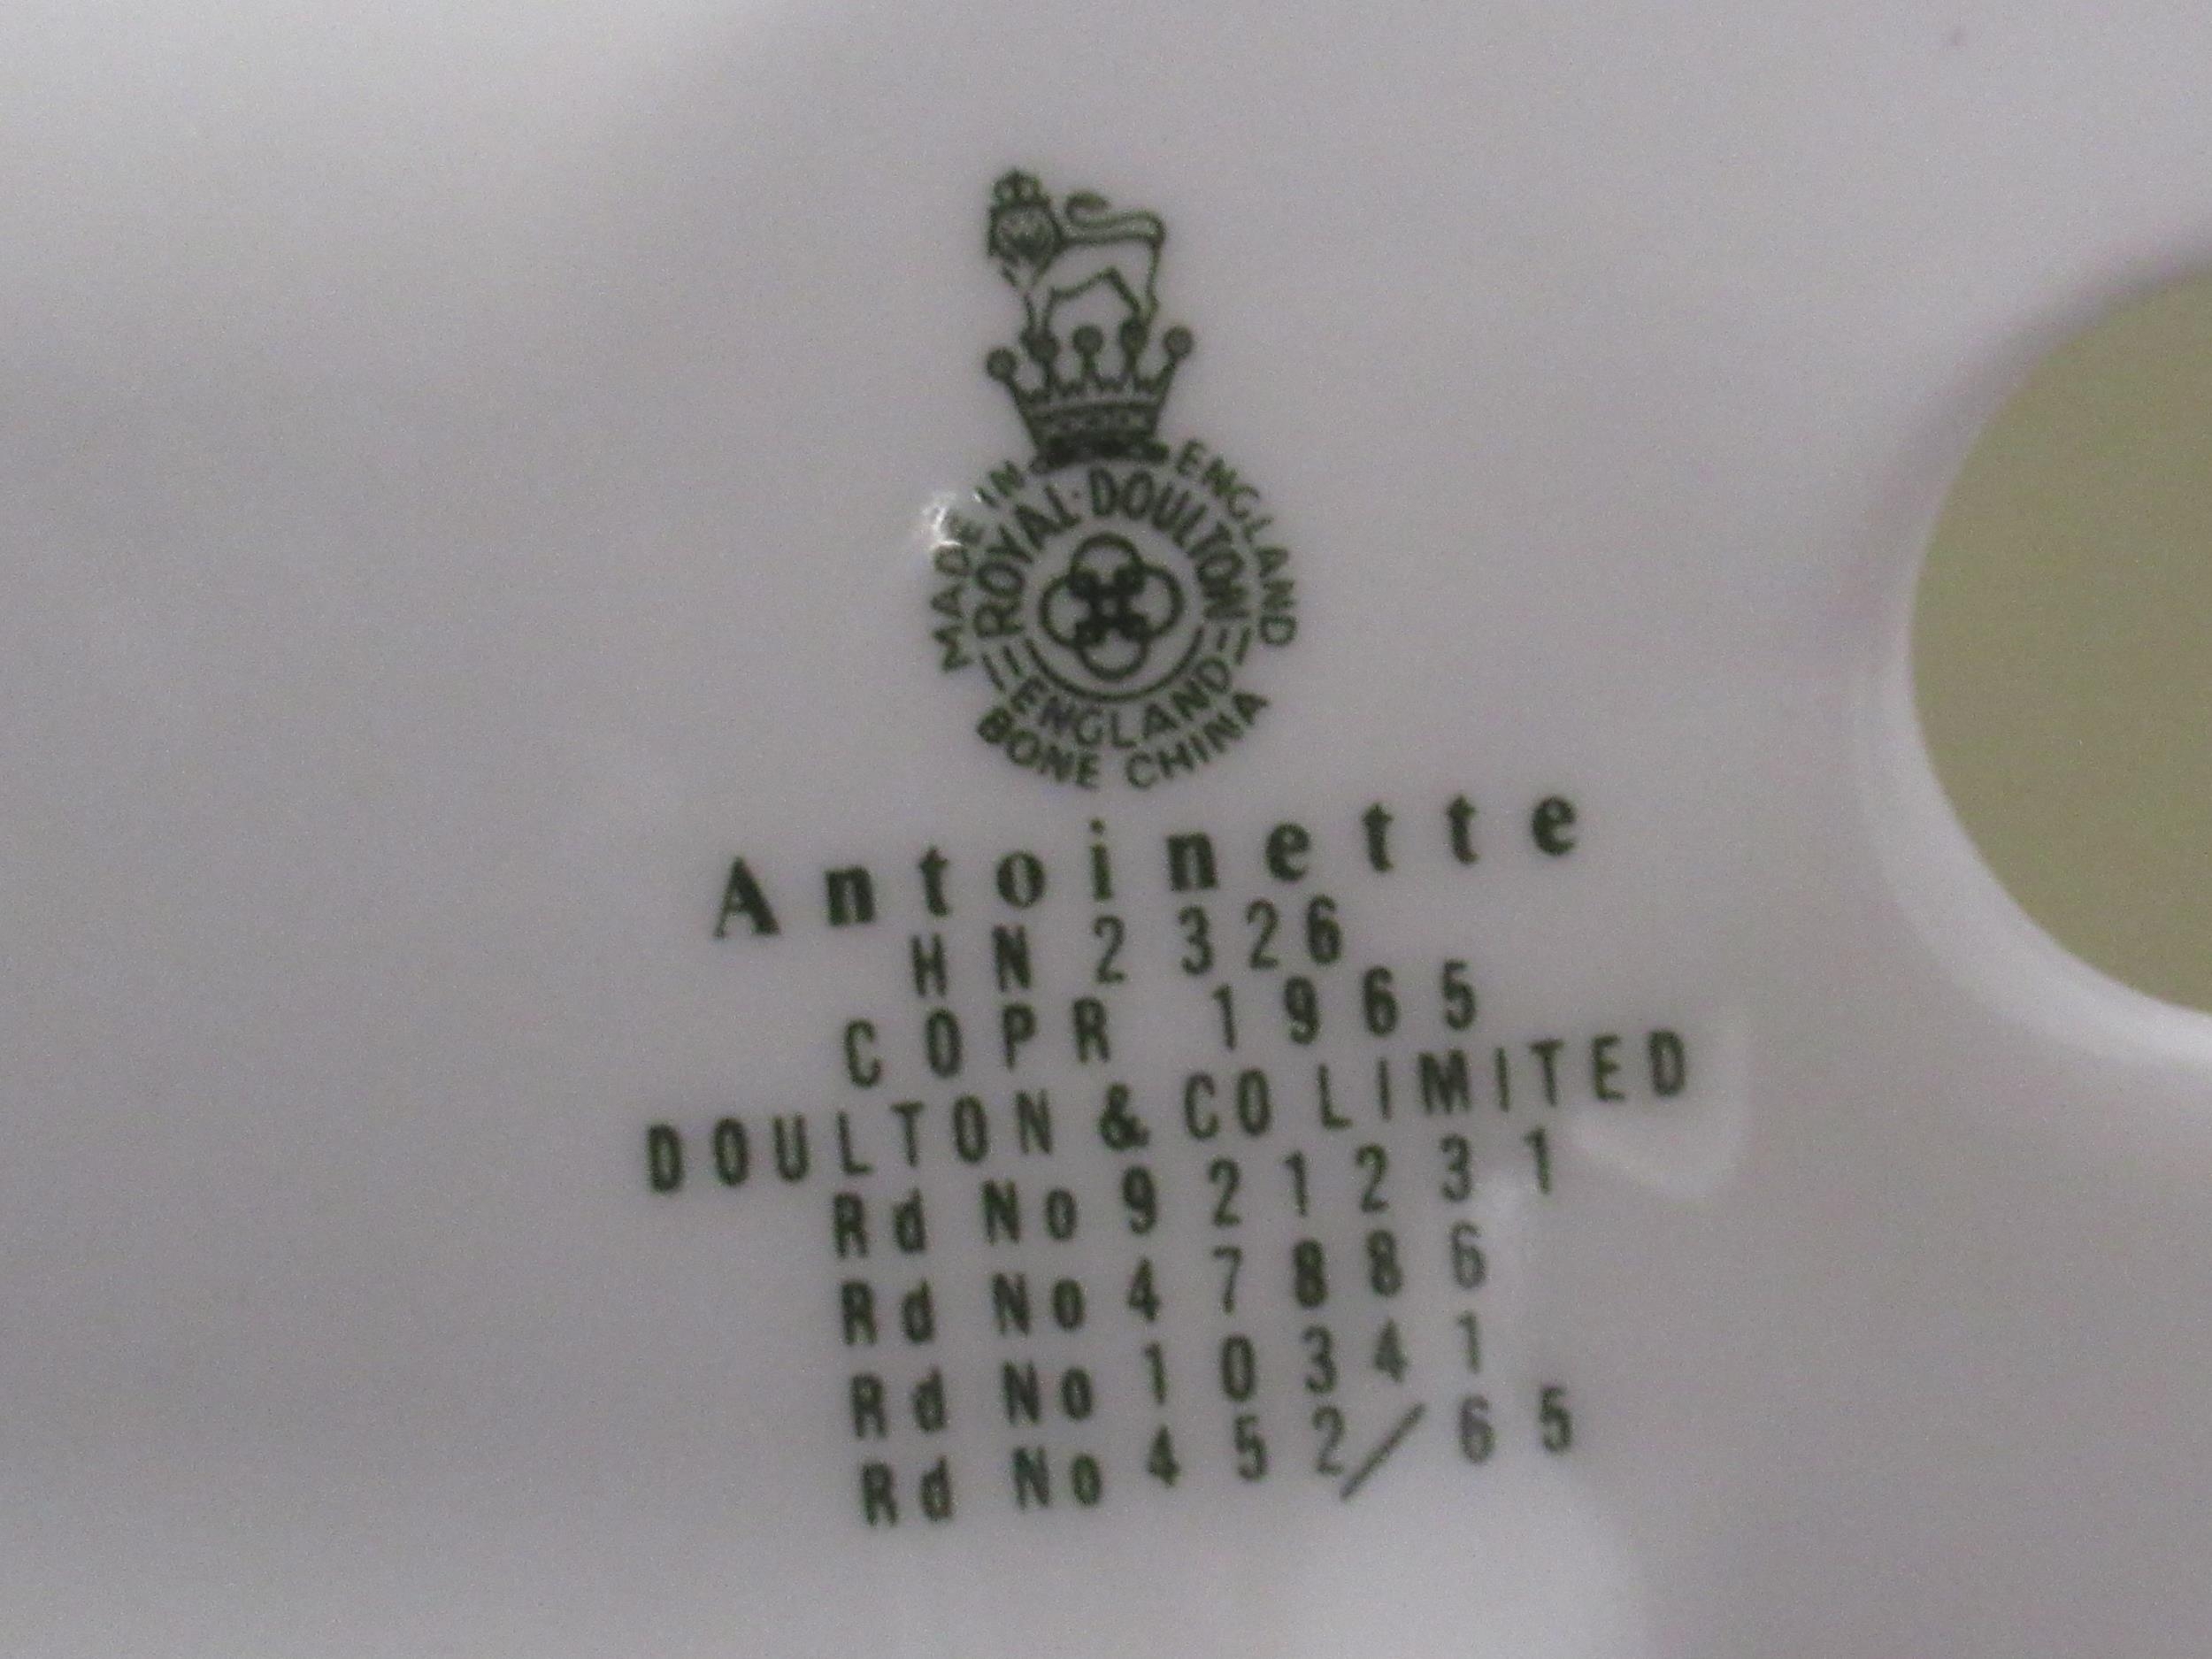 MADE IN ENGLAND
ROYAL·DOULTON
ENGLAND
BONE CHINA
Antoinette
HN 2326
COPR 1965
DOULTON & CO LIMITED
Rd No 921231
Rd No 47886
Rd No 10341
Rd No 452/65